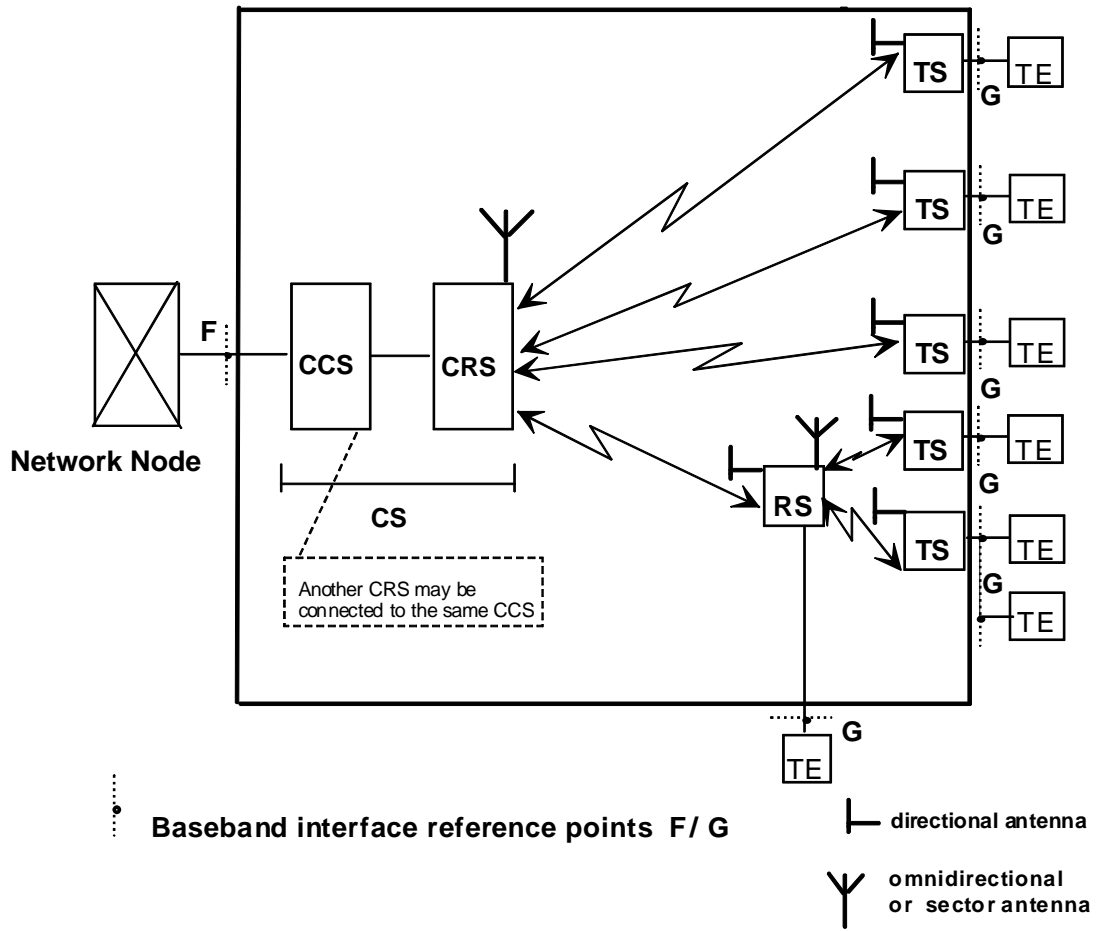 TS
TE
G
TS
TE
G
F
CCS
CRS
TS
TE
G
Network Node
TS
TE
G
RS
CS
TS
TE
G
Another CRS may be
connected to the same CCS
TE
G
TE
Baseband interface reference points F/ G
directional antenna
omnidirectional
or sector antenna